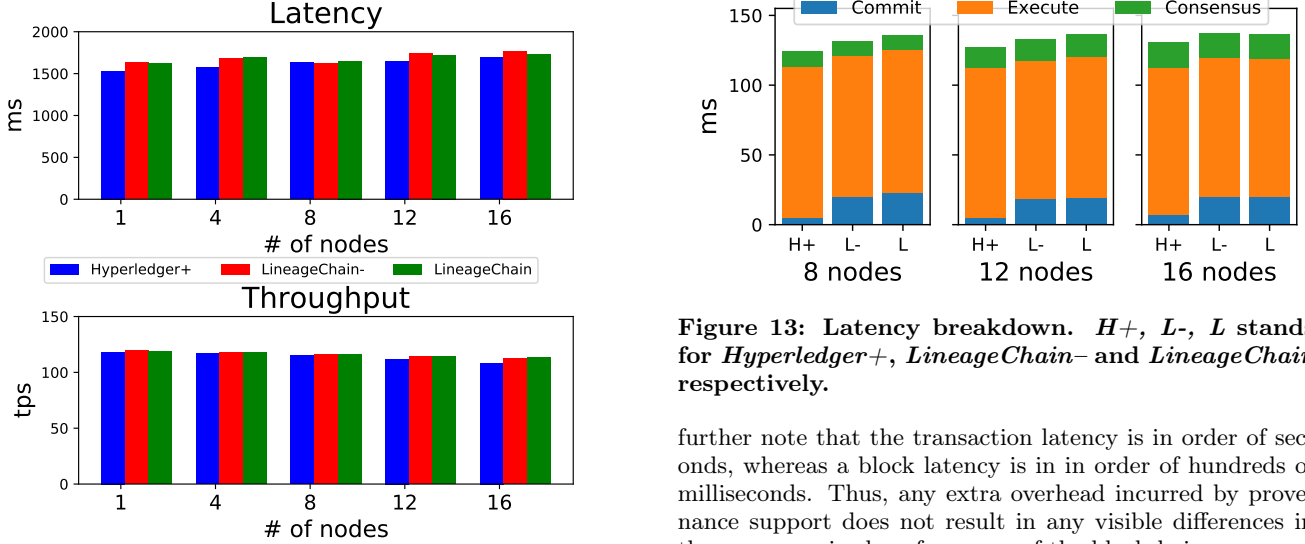 Latency
2000
1500
1000
500
0
ms
1 4 8 12 16
# of nodes
Hyperledger+ LineageChain- LineageChain
Throughput
150
100
50
0
tps
1 4 8 12 16
# of nodes
Commit Execute Consensus
150
100
50
0
ms
H+ L- L H+ L- L H+ L- L
8 nodes 12 nodes 16 nodes
Figure 13: Latency breakdown. H+, L-, L stands
for Hyperledger+, LineageChain– and LineageChain
respectively.
further note that the transaction latency is in order of sec
onds, whereas a block latency is in in order of hundreds o
milliseconds. Thus, any extra overhead incurred by prove
nance support does not result in any visible differences in